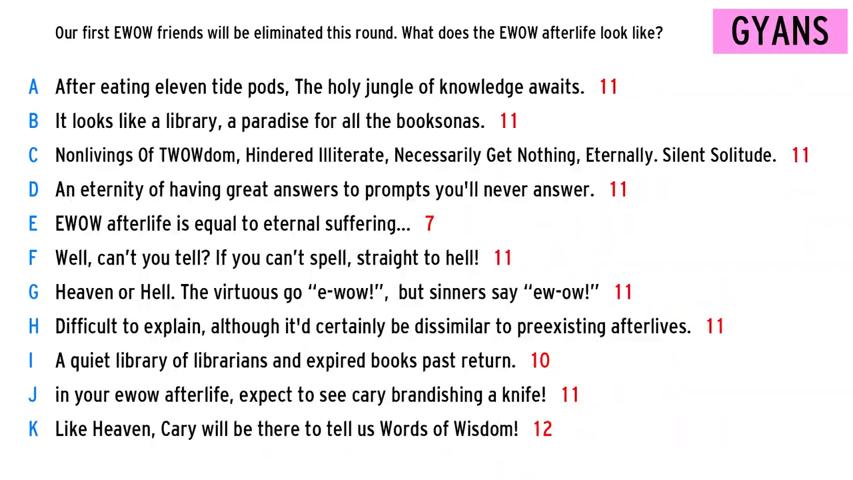 Our first EWOW friends will be eliminated this round. What does the EWOW afterlife look like?
GYANS
A After eating eleven tide pods, The holy jungle of knowledge awaits. 11
B It looks like a library, a paradise for all the booksonas. 11
C Nonlivings Of TWOWdom, Hindered Illiterate, Necessarily Get Nothing, Eternally. Silent Solitude. 11
D An eternity of having great answers to prompts you'll never answer. 11
E EWOW afterlife is equal to eternal suffering... 7
F Well, can’t you tell? If you can’t spell, straight to hell! 11
G Heaven or Hell. The virtuous go “e-wow!”, but sinners say “ew-ow!” 11
H Difficult to explain, although it'd certainly be dissimilar to preexisting afterlives. 11
I A quiet library of librarians and expired books past return. 10
J in your ewow afterlife, expect to see cary brandishing a knife! 11
K Like Heaven, Cary will be there to tell us Words of Wisdom! 12